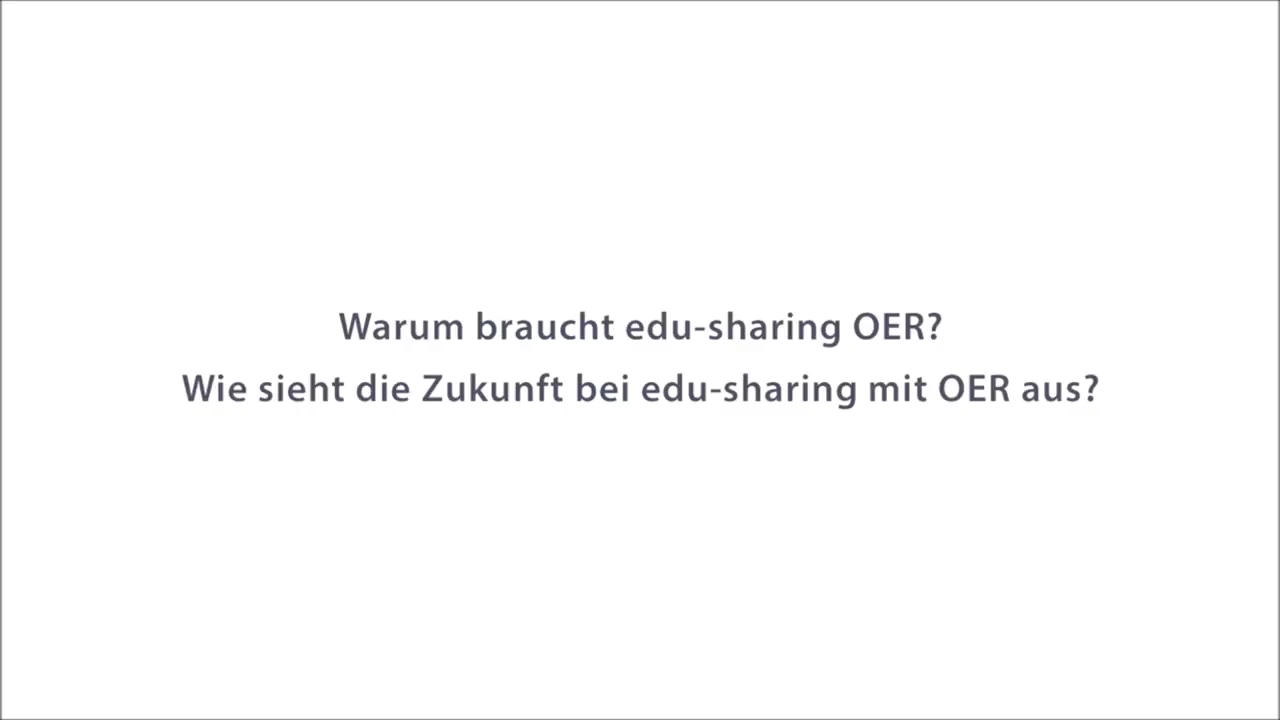 Warum braucht edu-sharing OER?
Wie sieht die Zukunft bei edu-sharing mit OER aus?